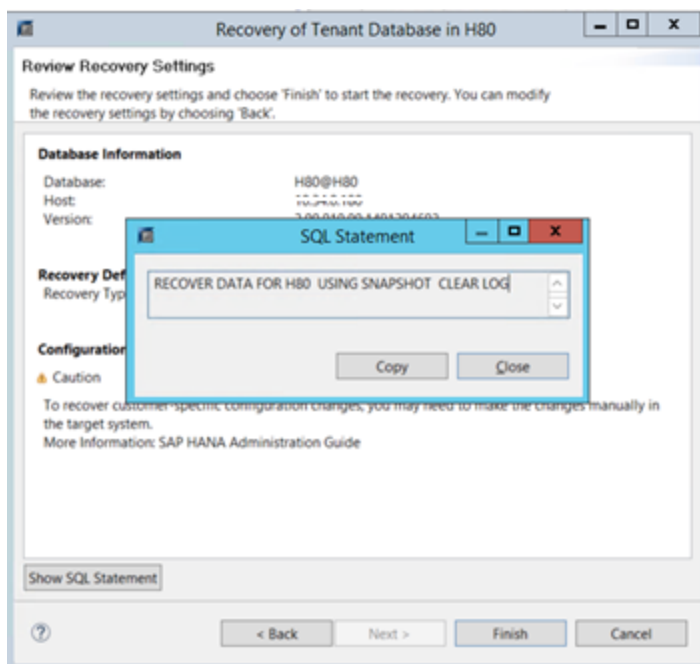 Recovery of Tenant Database in H80
Review Recovery Settings
Review the recovery settings and choose 'Finish' to start the recovery. You can modify
the recovery settings by choosing 'Back'.
Database Information
Database: H80@H80
Host:
Version:
SQL Statement
RECOVER DATA FOR H80 USING SNAPSHOT CLEAR LOG
Copy Close
Recovery Def
Recovery Typ
Configuration
Caution
To recover customer-specific configuration changes, you may need to make the changes manually in
the target system.
More Information: SAP HANA Administration Guide
Show SQL Statement
< Back Next > Finish Cancel